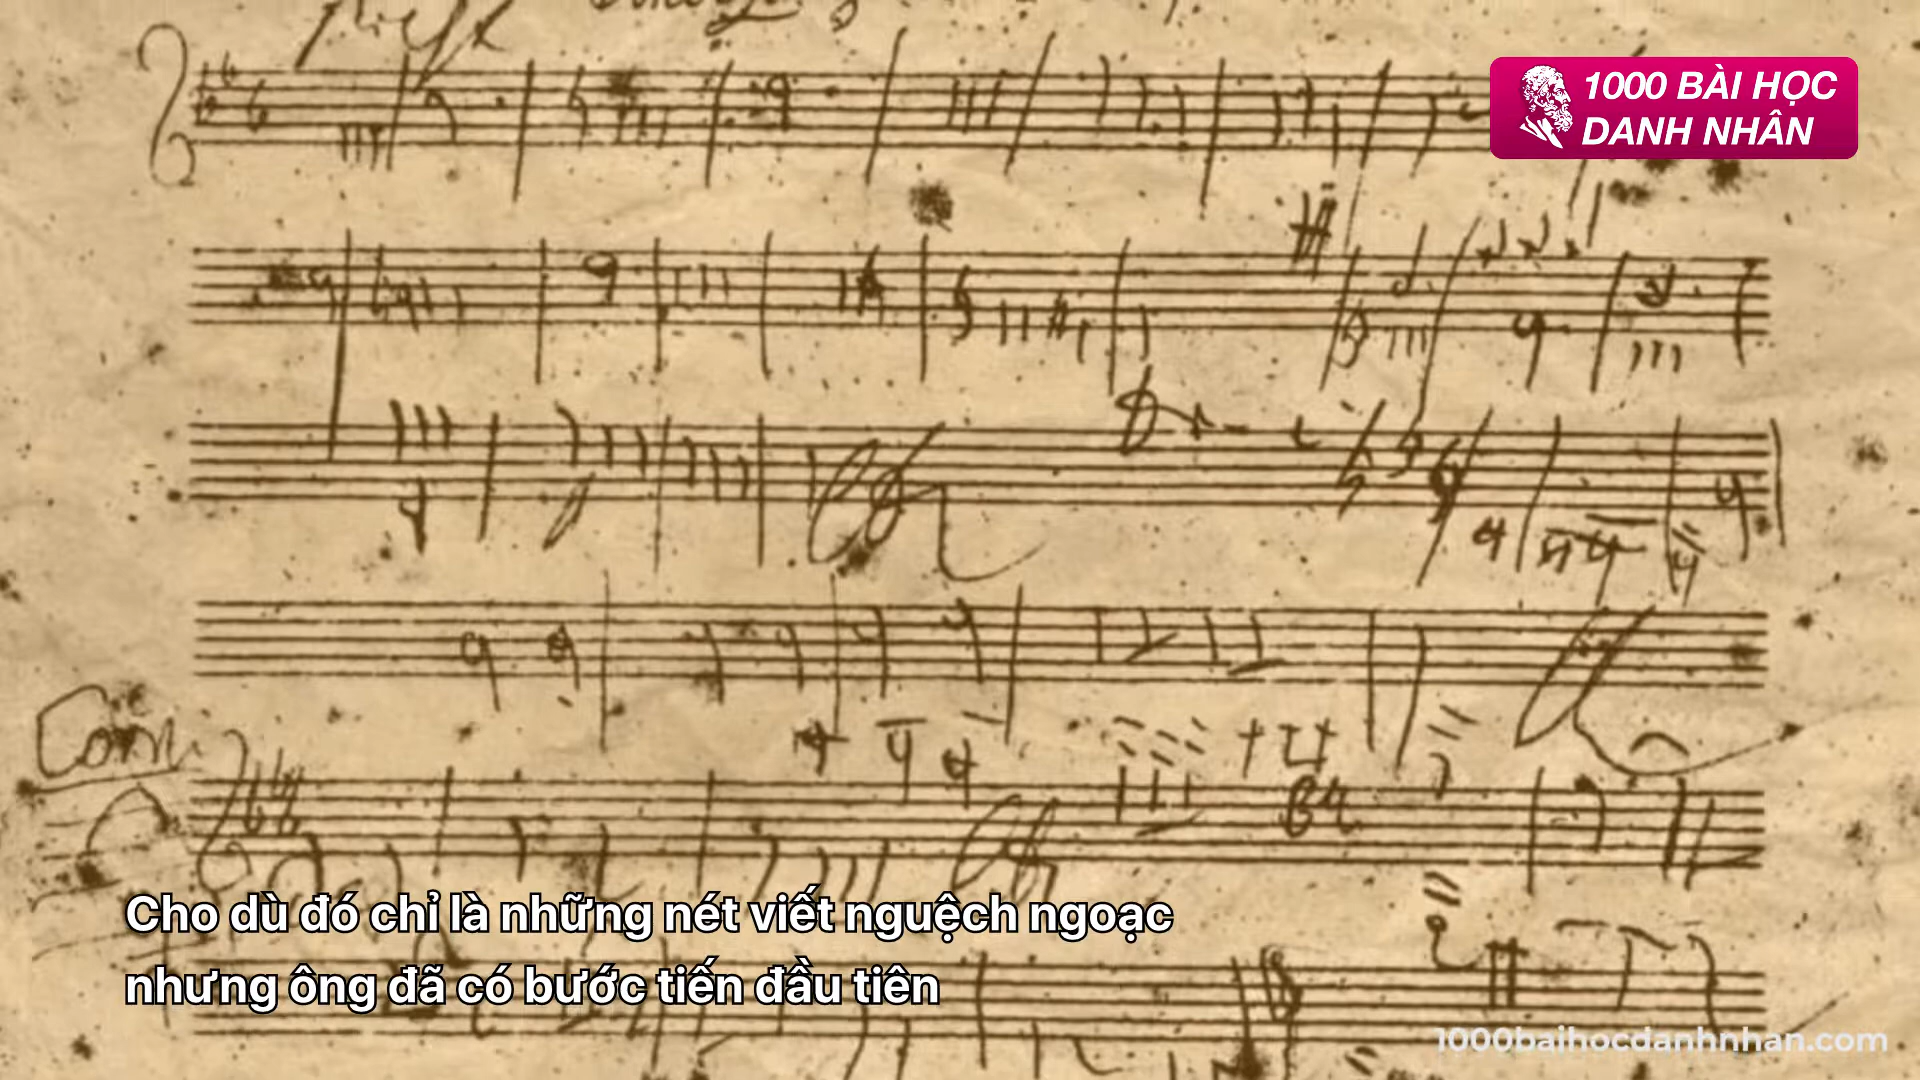 1000 BÀI HỌC
DANH NHÂN
Cho dù đó chỉ là những nét viết nguệch ngoạc
nhưng ông đã có bước tiến đầu tiên
1000baihocdanhnhan.com